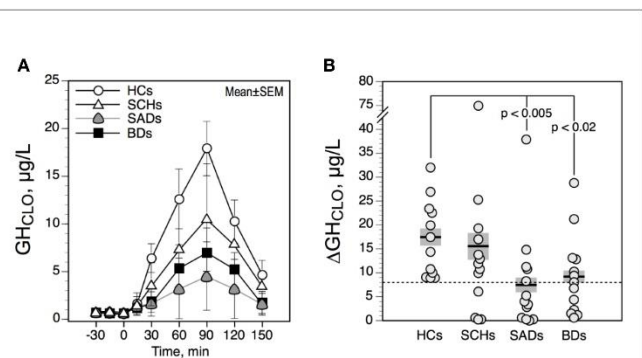 A
25
20
15
10
5
0
GHCLO, µg/L
HCs
SCHs
SADs
BDs
Mean±SEM
-30
0
30
60
90
120
150
Time, min
B
80
75
40
35
30
25
20
15
10
5
0
ΔGHCLO, µg/L
p < 0.005
p < 0.02
HCs
SCHs
SADs
BDs